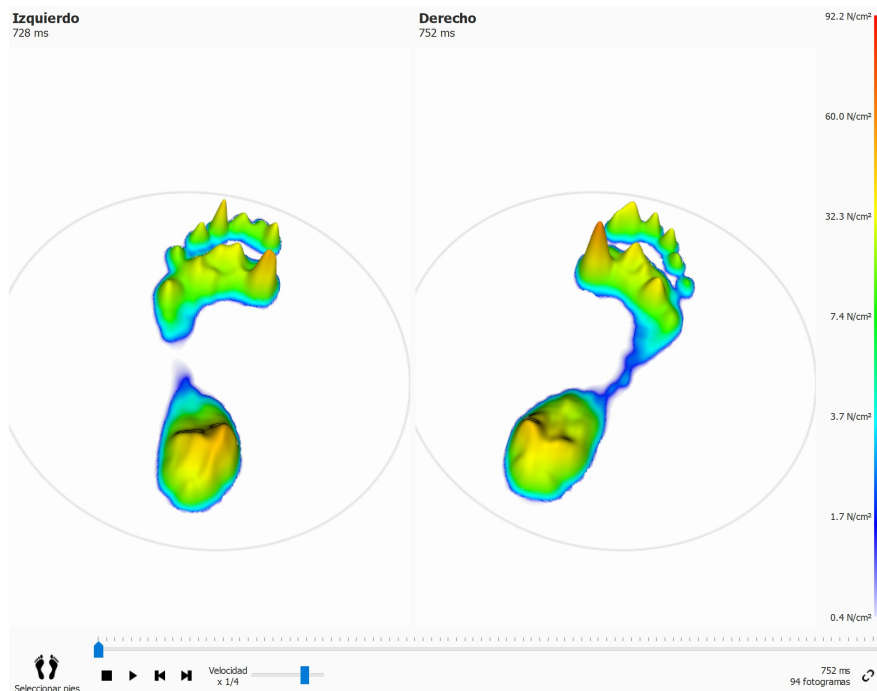 Izquierdo
728 ms
Derecho
752 ms
92.2 N/cm²
60.0 N/cm²
32.3 N/cm²
7.4 N/cm²
3.7 N/cm²
1.7 N/cm²
0.4 N/cm²
Velocidad
x 1/4
752 ms
94 fotogramas
Seleccionar pies